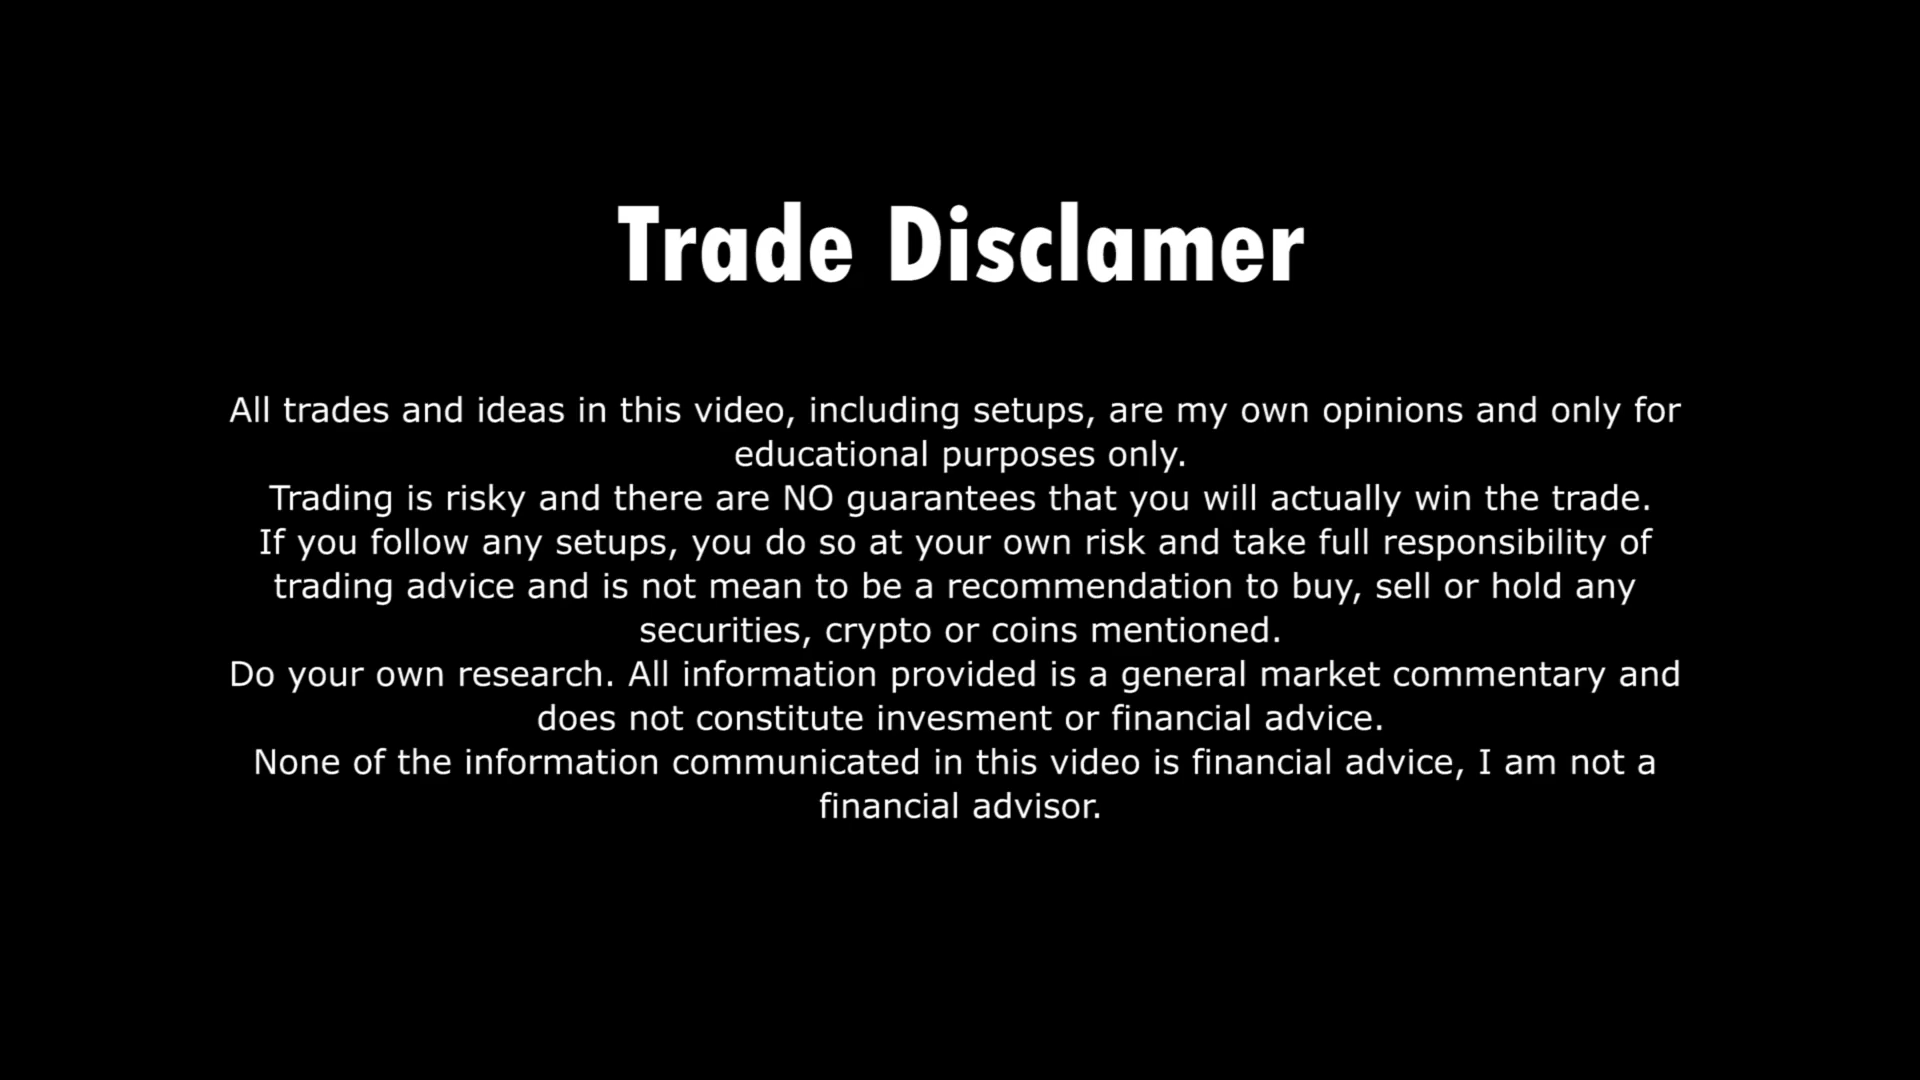 Trade Disclamer
All trades and ideas in this video, including setups, are my own opinions and only for
educational purposes only.
Trading is risky and there are NO guarantees that you will actually win the trade.
If you follow any setups, you do so at your own risk and take full responsibility of
trading advice and is not mean to be a recommendation to buy, sell or hold any
securities, crypto or coins mentioned.
Do your own research. All information provided is a general market commentary and
does not constitute invesment or financial advice.
None of the information communicated in this video is financial advice, I am not a
financial advisor.